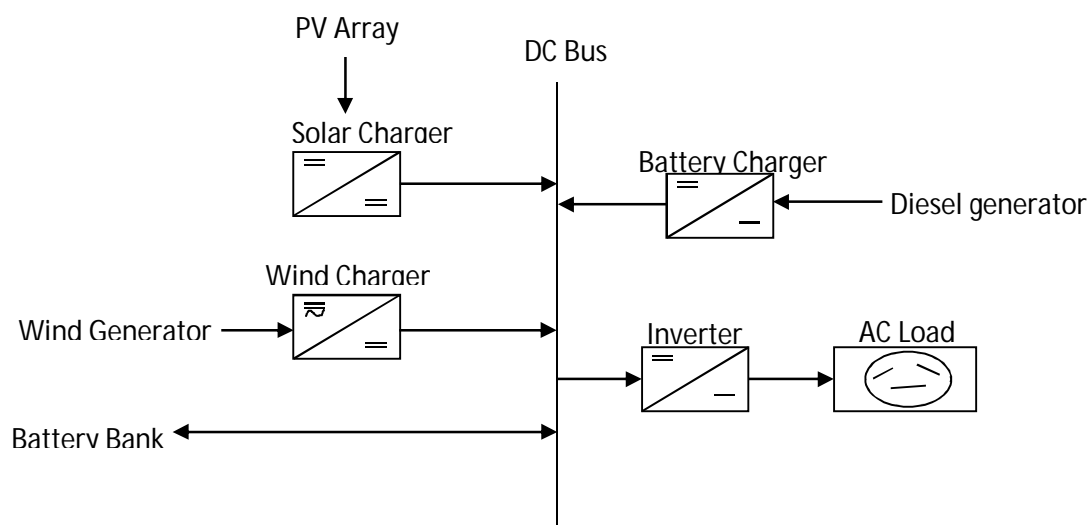 PV Array
DC Bus
Solar Charger
Battery Charger
Diesel generator
Wind Charger
Wind Generator
Inverter
AC Load
Battery Bank